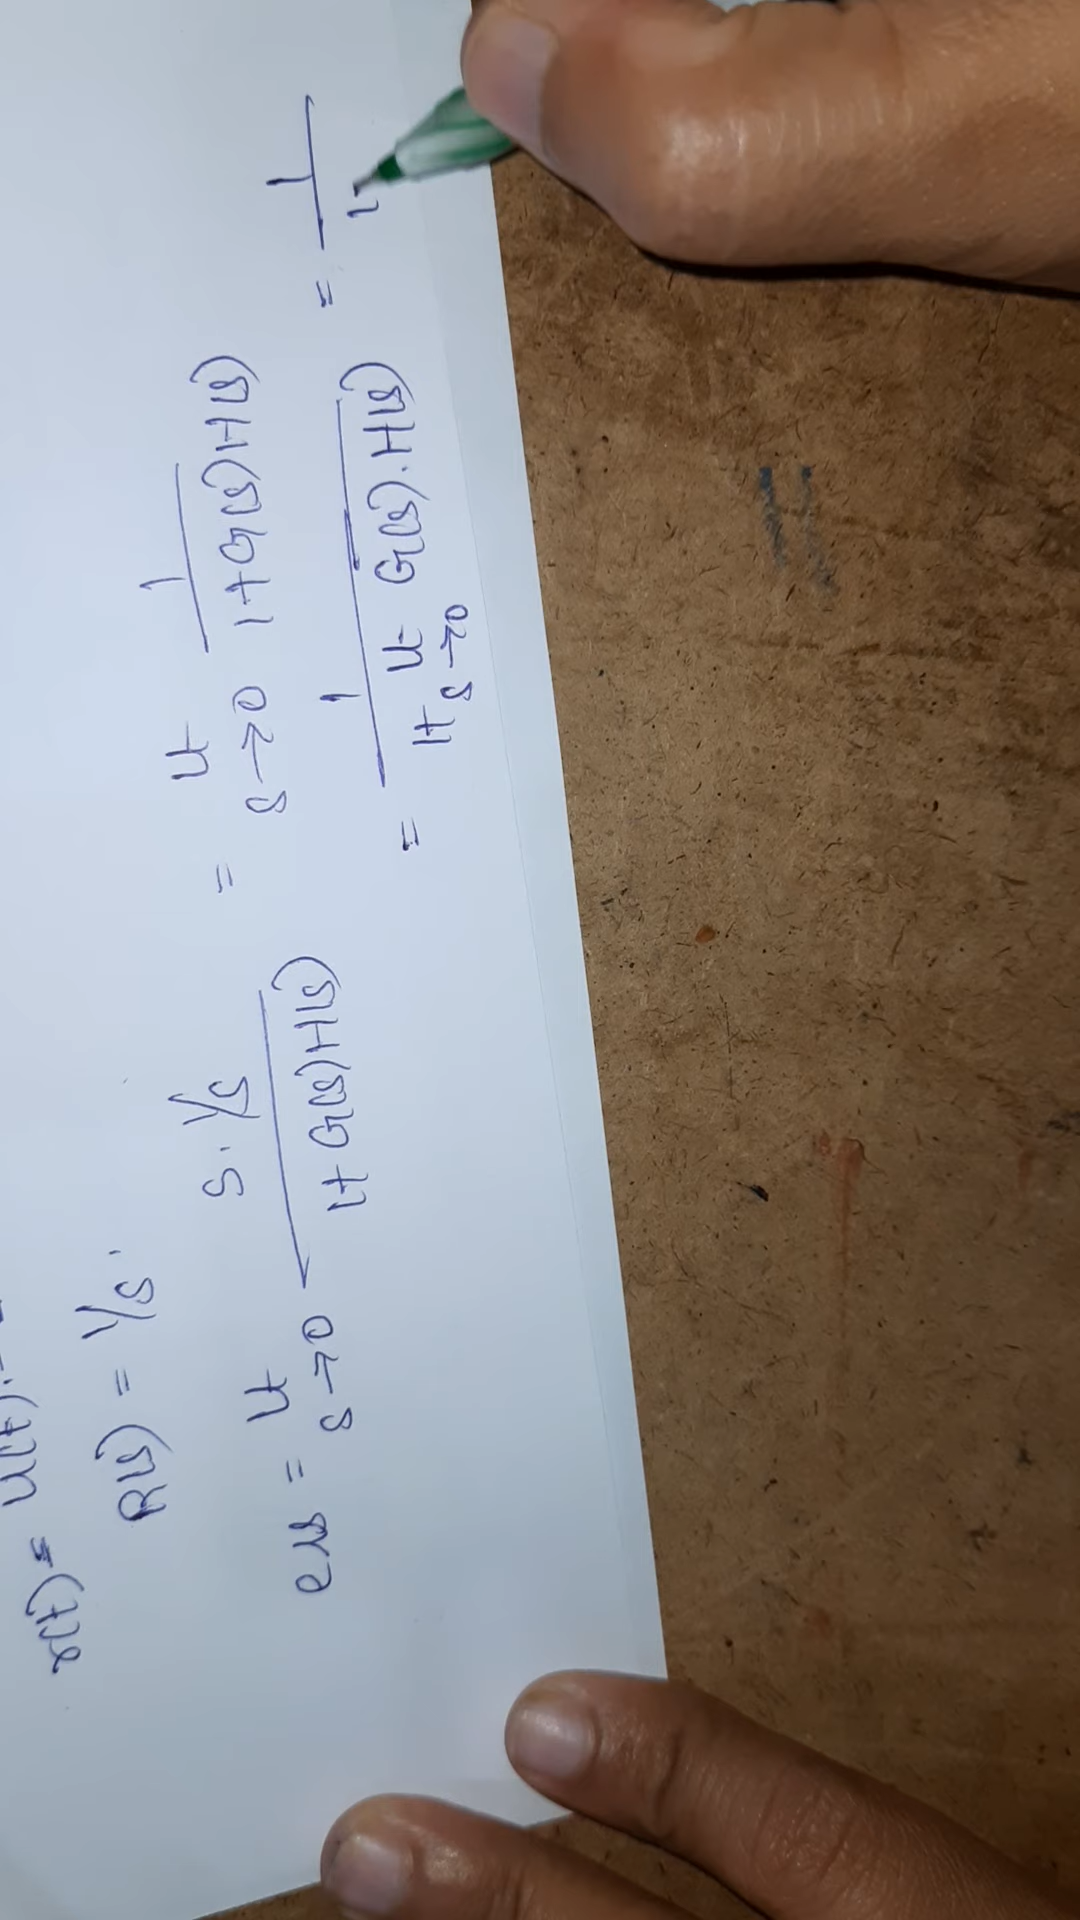 r(t) = u(t)
R(s) = 1/s.
ess = lt s→0 s. 1/s / 1+G(s)H(s) = lt s→0 1 / 1+G(s)H(s)
= 1 / 1+ lt s→0 G(s).H(s) = 1 / 1